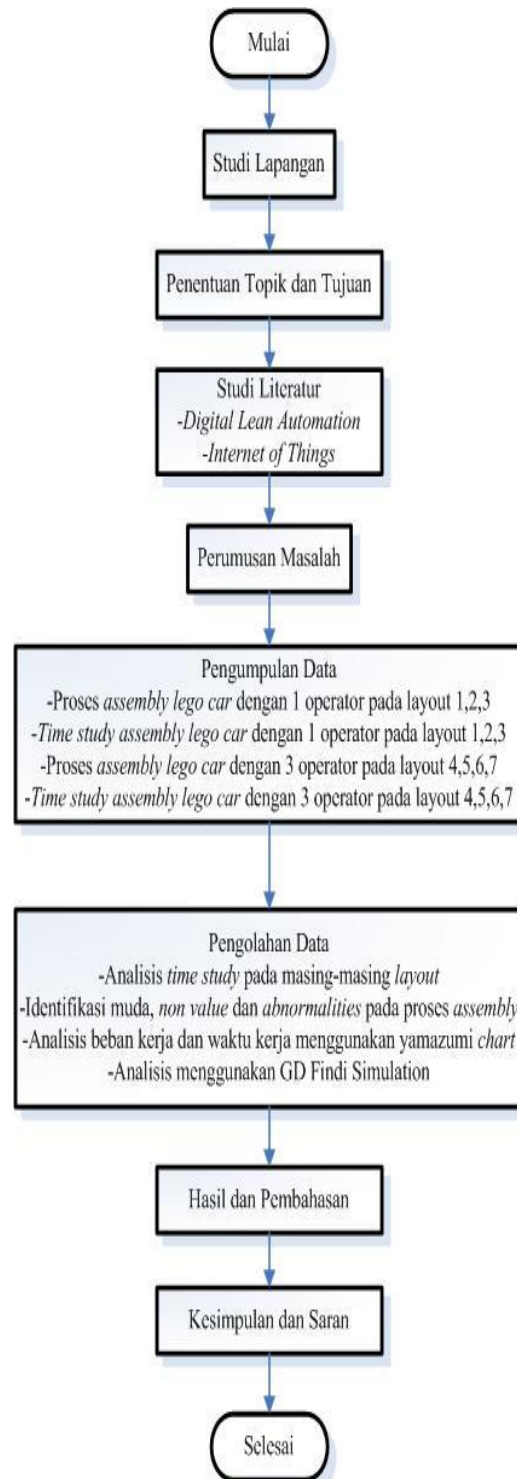 Mulai
Studi Lapangan
Penentuan Topik dan Tujuan
Studi Literatur
-Digital Lean Automation
-Internet of Things
Perumusan Masalah
Pengumpulan Data
-Proses assembly lego car dengan 1 operator pada layout 1,2,3
-Time study assembly lego car dengan 1 operator pada layout 1,2,3
-Proses assembly lego car dengan 3 operator pada layout 4,5,6,7
-Time study assembly lego car dengan 3 operator pada layout 4,5,6,7
Pengolahan Data
-Analisis time study pada masing-masing layout
-Identifikasi muda, non value dan abnormalities pada proses assembly
-Analisis beban kerja dan waktu kerja menggunakan yamazumi chart
-Analisis menggunakan GD Findi Simulation
Hasil dan Pembahasan
Kesimpulan dan Saran
Selesai